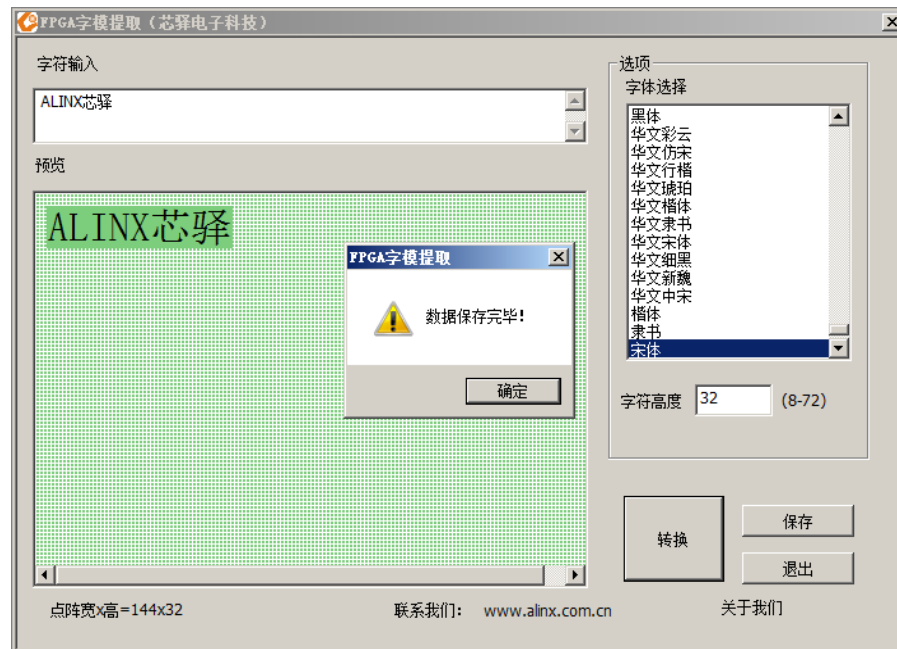 FPGA字模提取（芯驿电子科技）
字符输入
ALINX芯驿
预览
ALINX芯驿
FPGA字模提取
数据保存完毕!
确定
选项
字体选择
黑体
华文彩云
华文仿宋
华文行楷
华文琥珀
华文楷体
华文隶书
华文宋体
华文细黑
华文新魏
华文中宋
楷体
隶书
宋体
字符高度 32 (8-72)
转换
保存
退出
点阵宽x高=144x32
联系我们: www.alinx.com.cn
关于我们